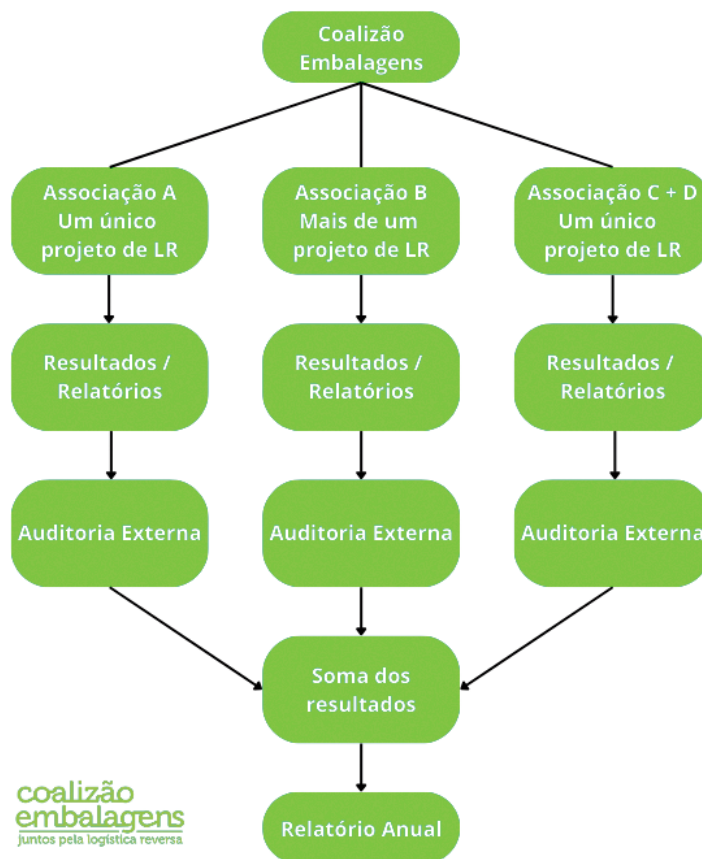 Coalizão
Embalagens
Associação A
Um único
projeto de LR
Associação B
Mais de um
projeto de LR
Associação C + D
Um único
projeto de LR
Resultados /
Relatórios
Resultados /
Relatórios
Resultados /
Relatórios
Auditoria Externa
Auditoria Externa
Auditoria Externa
Soma dos
resultados
Relatório Anual
coalizão
embalagens
juntos pela logística reversa